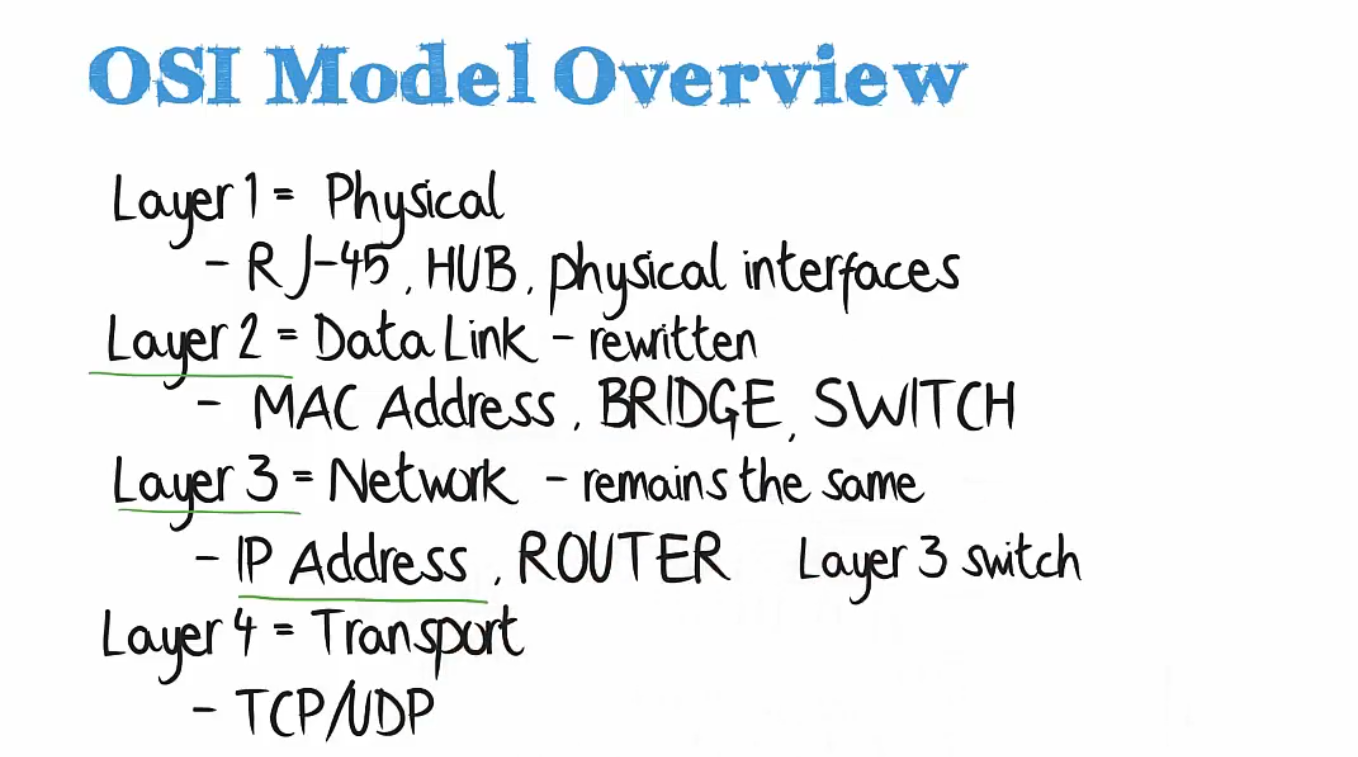 OSI Model Overview
Layer 1 = Physical
- RJ-45, HUB, physical interfaces
Layer 2 = Data Link - rewritten
- MAC Address, BRIDGE, SWITCH
Layer 3 = Network - remains the same
- IP Address, ROUTER Layer 3 switch
Layer 4 = Transport
- TCP/UDP